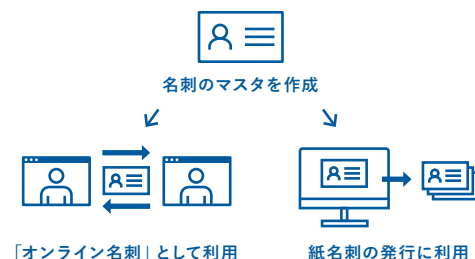 名刺のマスタを作成
「オンライン名刺」として利用
紙名刺の発行に利用